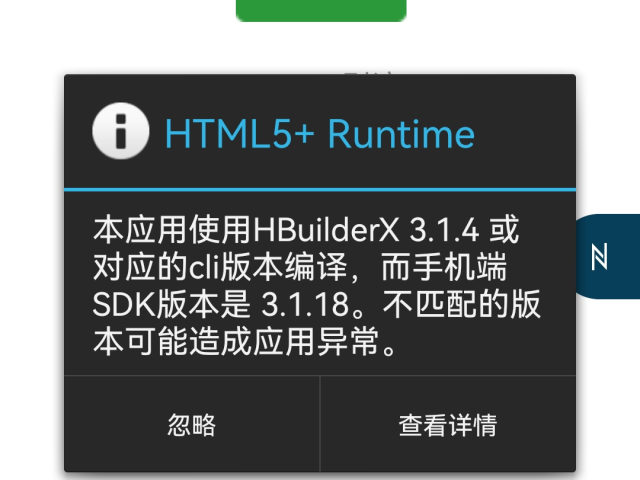 HTML5+ Runtime
本应用使用HBuilderX 3.1.4 或
对应的cli版本编译，而手机端
SDK版本是 3.1.18。不匹配的版
本可能造成应用异常。
忽略
查看详情